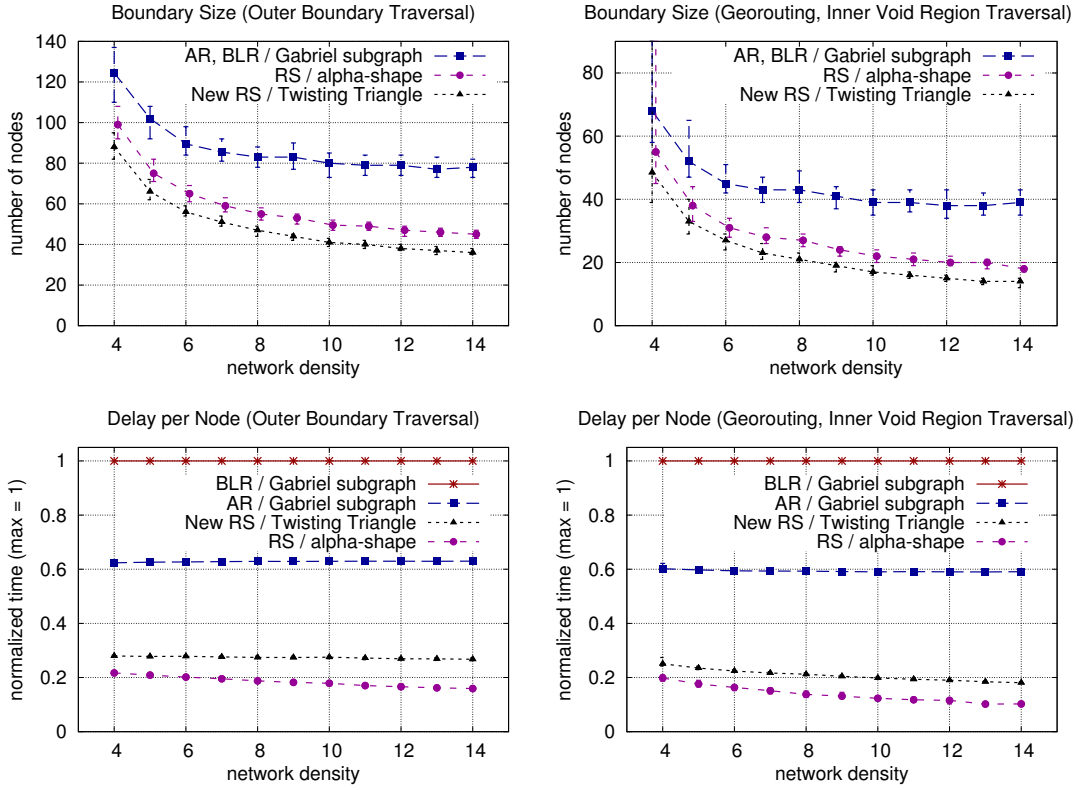 Boundary Size (Outer Boundary Traversal)
140
120
100
80
60
40
20
0
number of nodes
AR, BLR / Gabriel subgraph
RS / alpha-shape
New RS / Twisting Triangle
4 6 8 10 12 14
network density
Boundary Size (Georouting, Inner Void Region Traversal)
80
60
40
20
0
number of nodes
AR, BLR / Gabriel subgraph
RS / alpha-shape
New RS / Twisting Triangle
4 6 8 10 12 14
network density
Delay per Node (Outer Boundary Traversal)
1
0.8
0.6
0.4
0.2
0
normalized time (max = 1)
BLR / Gabriel subgraph
AR / Gabriel subgraph
New RS / Twisting Triangle
RS / alpha-shape
4 6 8 10 12 14
network density
Delay per Node (Georouting, Inner Void Region Traversal)
1
0.8
0.6
0.4
0.2
0
normalized time (max = 1)
BLR / Gabriel subgraph
AR / Gabriel subgraph
New RS / Twisting Triangle
RS / alpha-shape
4 6 8 10 12 14
network density